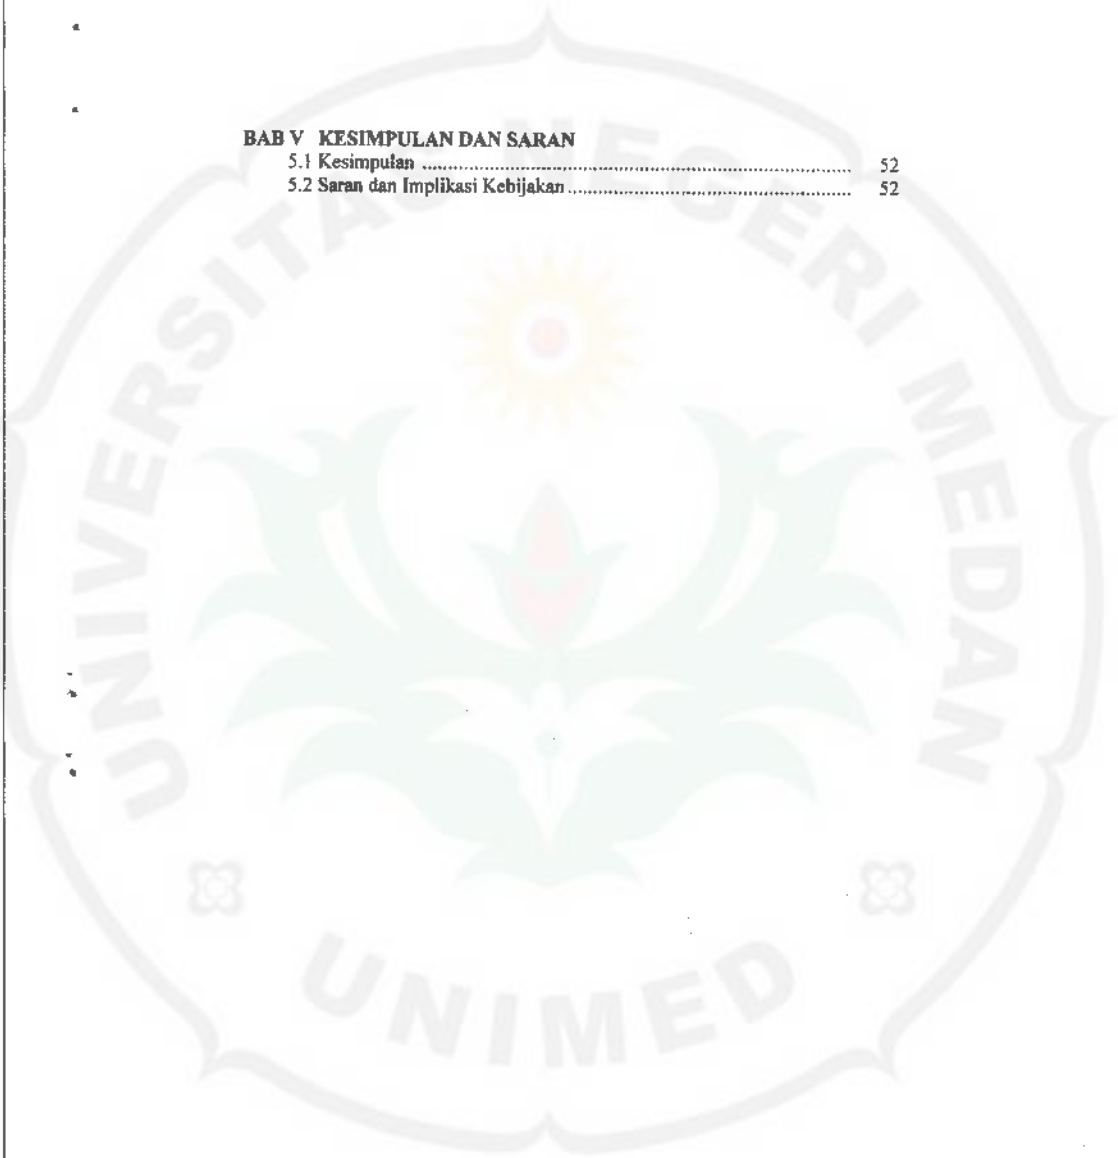 BAB V KESIMPULAN DAN SARAN
5.1 Kesimpulan ........................................................................................ 52
5.2 Saran dan Implikasi Kebijakan ........................................................... 52
UNIVERSITAS NEGERI MEDAN
UNIMED